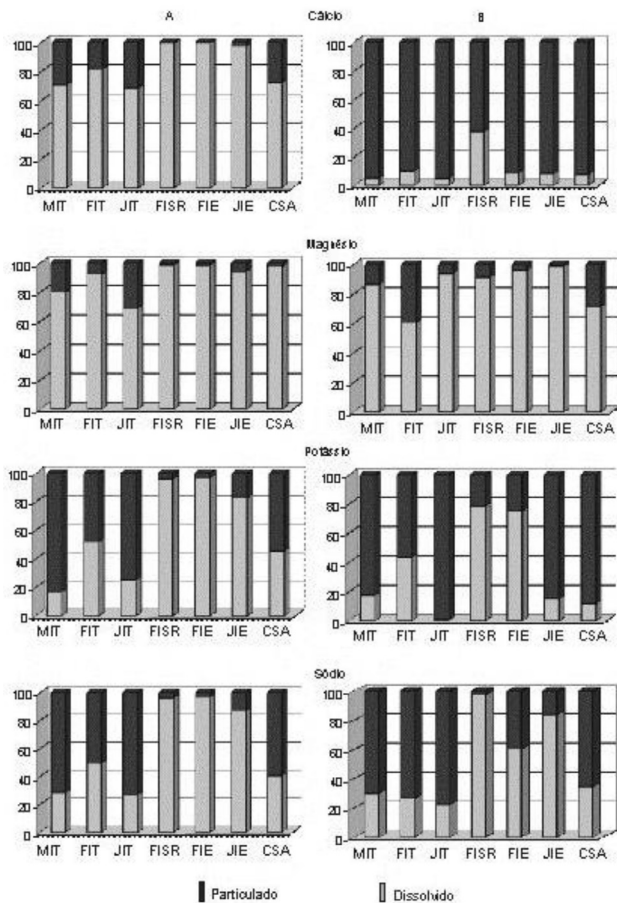 A Cálcio B
100 100
80 80
60 60
40 40
20 20
0 0
MIT FIT JIT FISR FIE JIE CSA MIT FIT JIT FISR FIE JIE CSA
Magnésio
100 100
80 80
60 60
40 40
20 20
0 0
MIT FIT JIT FISR FIE JIE CSA MIT FIT JIT FISR FIE JIE CSA
Potássio
100 100
80 80
60 60
40 40
20 20
0 0
MIT FIT JIT FISR FIE JIE CSA MIT FIT JIT FISR FIE JIE CSA
Sódio
100 100
80 80
60 60
40 40
20 20
0 0
MIT FIT JIT FISR FIE JIE CSA MIT FIT JIT FISR FIE JIE CSA
Particulado Dissolvido